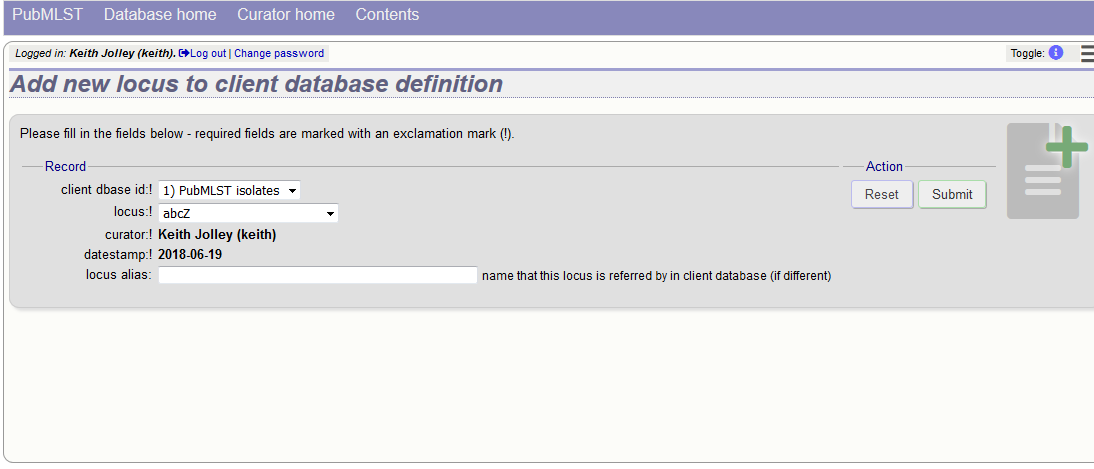 PubMLST Database home Curator home Contents
Logged in: Keith Jolley (keith). Log out | Change password Toggle: i
Add new locus to client database definition
Please fill in the fields below - required fields are marked with an exclamation mark (!).
Record Action
client dbase id:! 1) PubMLST isolates Reset Submit
locus:! abcZ
curator:! Keith Jolley (keith)
datestamp:! 2018-06-19
locus alias: name that this locus is referred by in client database (if different)